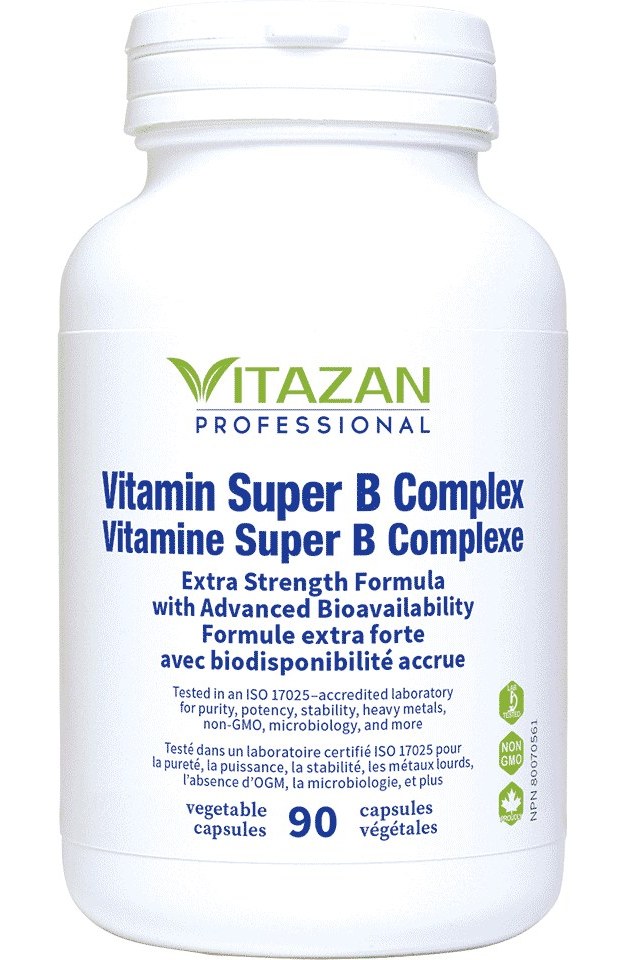 VITAZAN
PROFESSIONAL
Vitamin Super B Complex
Vitamine Super B Complexe
Extra Strength Formula
with Advanced Bioavailability
Formule extra forte
avec biodisponibilité accrue
Tested in an ISO 17025–accredited laboratory
for purity, potency, stability, heavy metals,
non-GMO, microbiology, and more
Testé dans un laboratoire certifié ISO 17025 pour
la pureté, la puissance, la stabilité, les métaux lourds,
l’absence d’OGM, la microbiologie, et plus
vegetable
capsules
90
capsules
végétales
LAB
TESTED
NON
GMO
PROUDLY
NPN 80070561